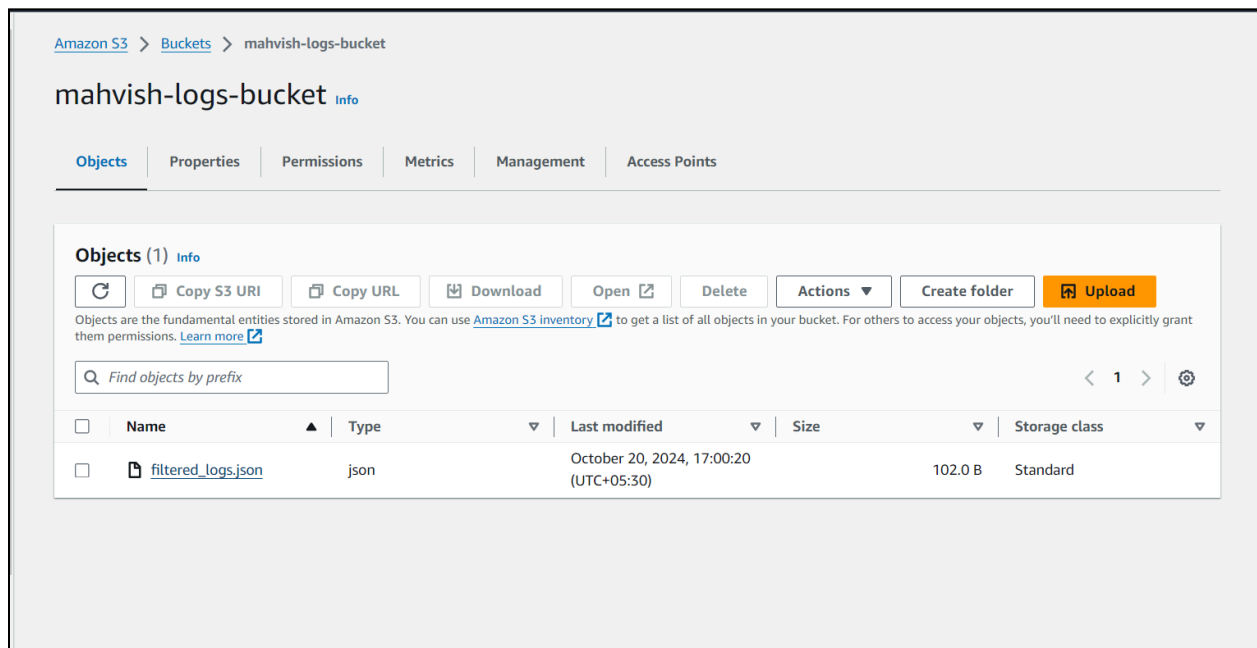 Amazon S3 > Buckets > mahvish-logs-bucket
mahvish-logs-bucket Info
Objects Properties Permissions Metrics Management Access Points
Objects (1) Info
Copy S3 URI Copy URL Download Open Delete Actions Create folder Upload
Objects are the fundamental entities stored in Amazon S3. You can use Amazon S3 inventory to get a list of all objects in your bucket. For others to access your objects, you'll need to explicitly grant
them permissions. Learn more
Find objects by prefix
< 1 >
Name Type Last modified Size Storage class
filtered_logs.json json October 20, 2024, 17:00:20 102.0 B Standard
(UTC+05:30)